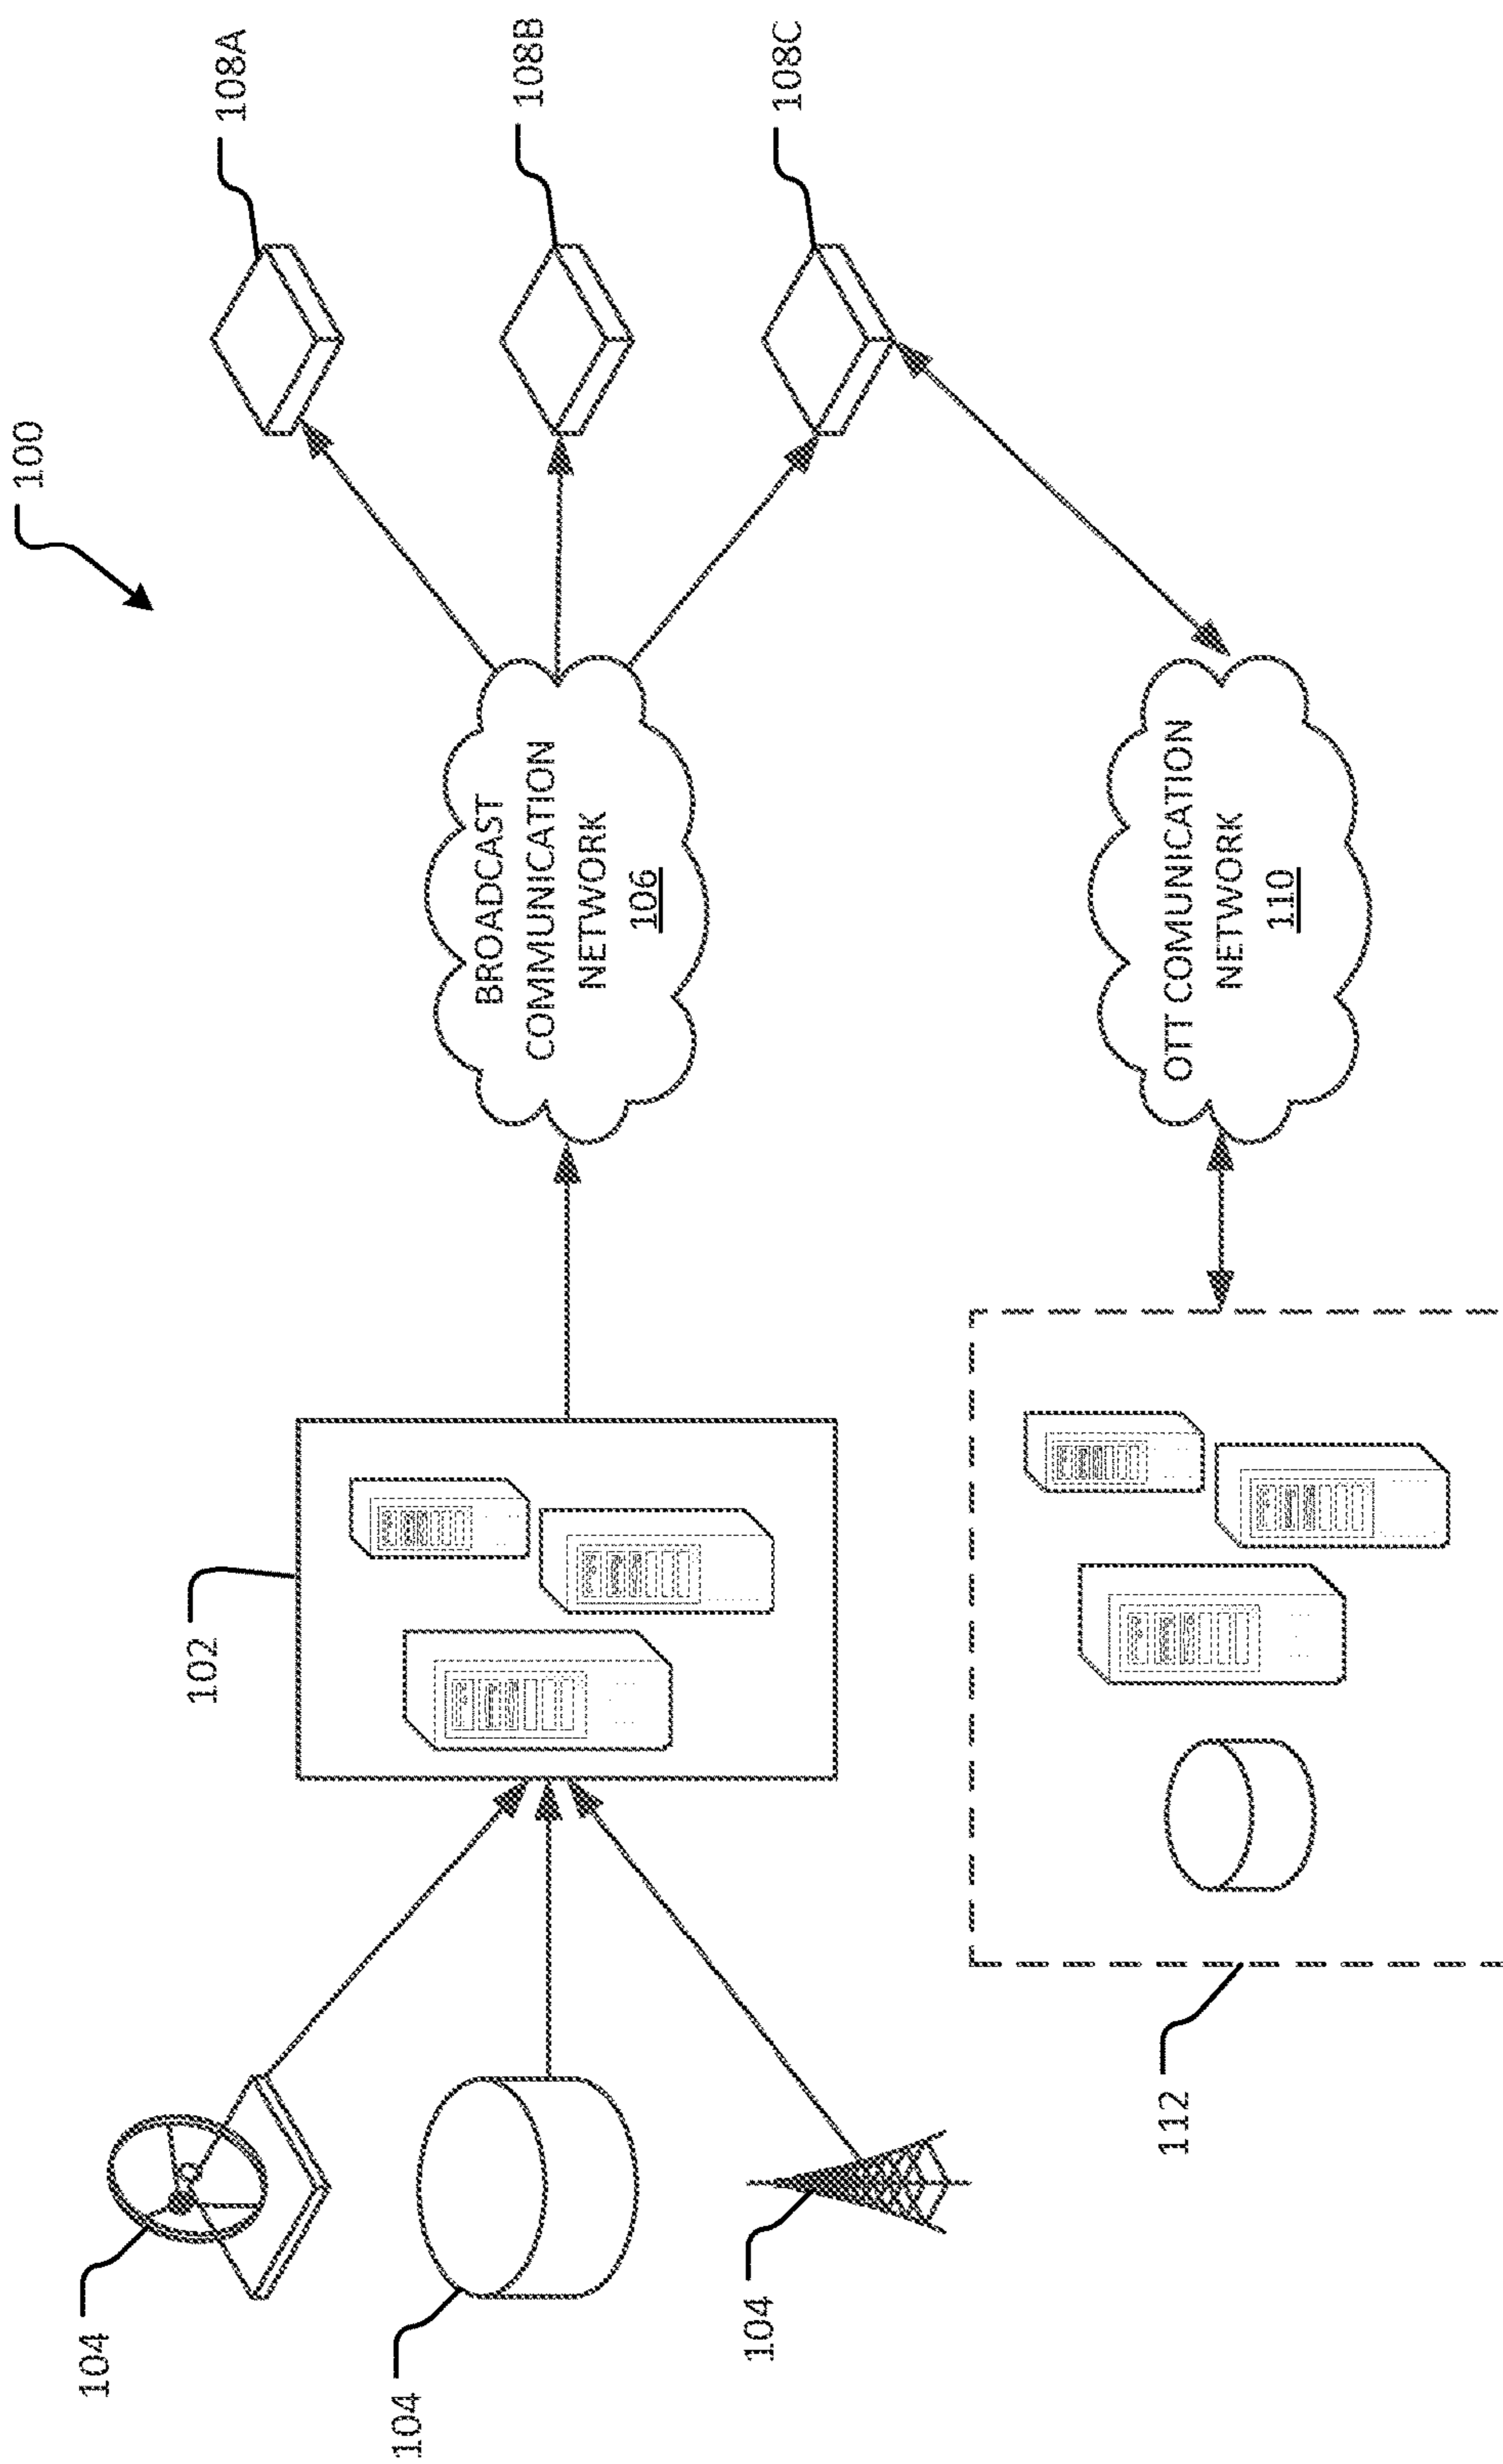 100
108A
108B
108C
102
104
104
104
BROADCAST
COMMUNICATION
NETWORK
106
OTT COMUNICATION
NETWORK
110
112